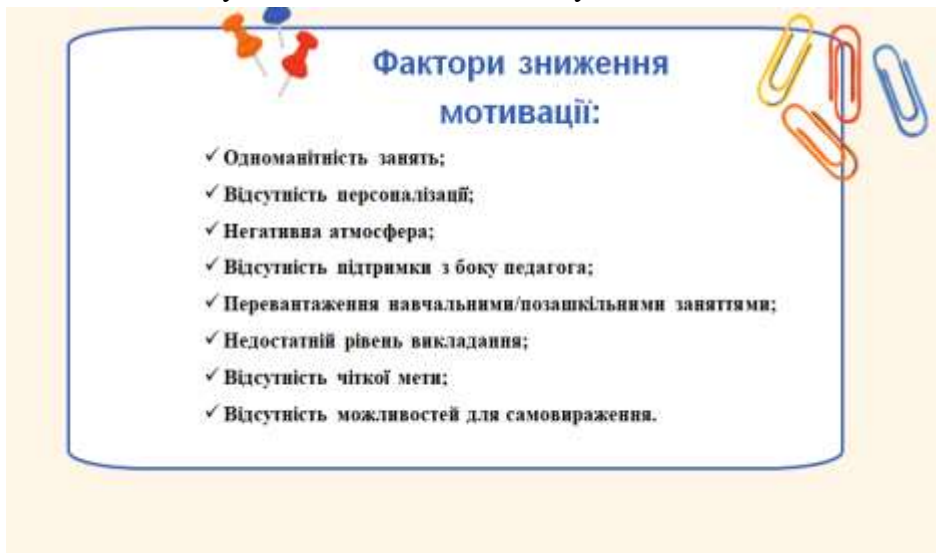 Фактори зниження
мотивації:
✓ Одноманітність занять;
✓ Відсутність персоналізації;
✓ Негативна атмосфера;
✓ Відсутність підтримки з боку педагога;
✓ Перевантаження навчальними/позашкільними заняттями;
✓ Недостатній рівень викладання;
✓ Відсутність чіткої мети;
✓ Відсутність можливостей для самовираження.